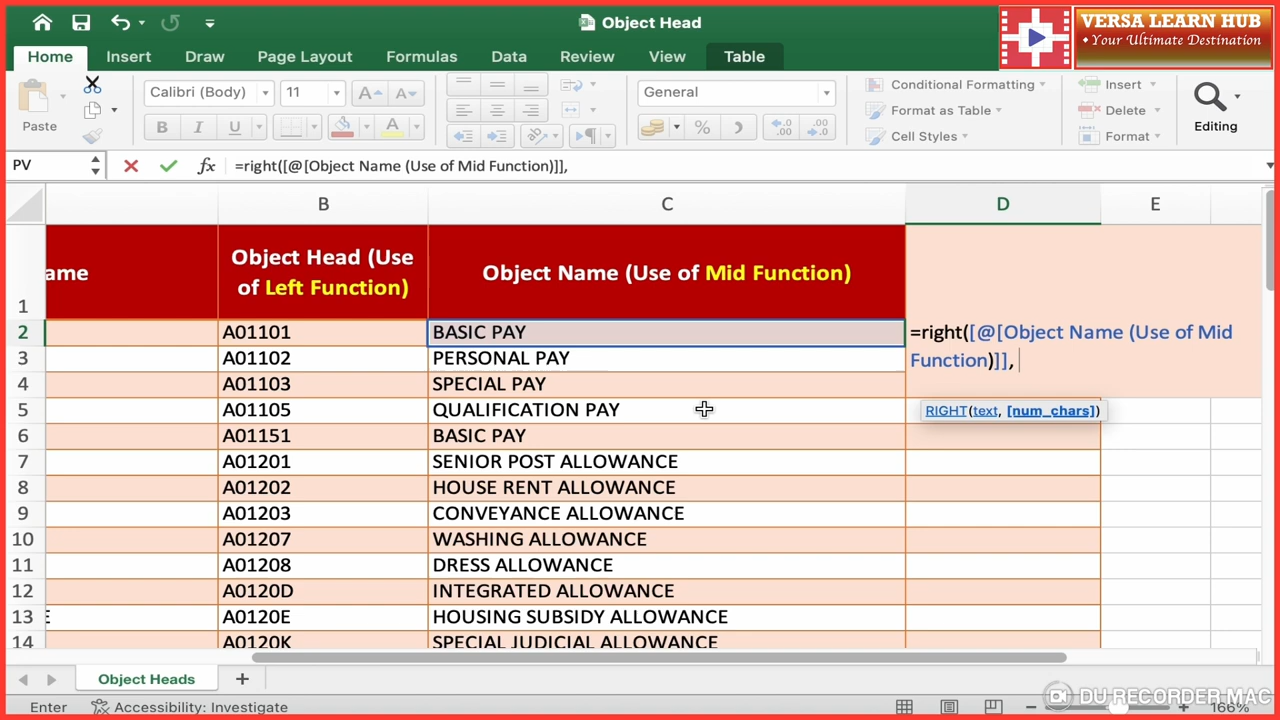 Object Head
VERSA LEARN HUB
• Your Ultimate Destination
Home Insert Draw Page Layout Formulas Data Review View Table
Paste
Calibri (Body) 11
General
Conditional Formatting
Format as Table
Cell Styles
Insert
Delete
Format
Editing
PV fx =right([@[Object Name (Use of Mid Function)]],
B C D E
1 ame Object Head (Use of Left Function) Object Name (Use of Mid Function)
2 A01101 BASIC PAY
=right([@[Object Name (Use of Mid
Function)]],
3 A01102 PERSONAL PAY
4 A01103 SPECIAL PAY
5 A01105 QUALIFICATION PAY
RIGHT(text, [num_chars])
6 A01151 BASIC PAY
7 A01201 SENIOR POST ALLOWANCE
8 A01202 HOUSE RENT ALLOWANCE
9 A01203 CONVEYANCE ALLOWANCE
10 A01207 WASHING ALLOWANCE
11 A01208 DRESS ALLOWANCE
12 A0120D INTEGRATED ALLOWANCE
13 E A0120E HOUSING SUBSIDY ALLOWANCE
14 A0120K SPECIAL JUDICIAL ALLOWANCE
Object Heads +
Enter Accessibility: Investigate
DU RECORDER MAC
166%